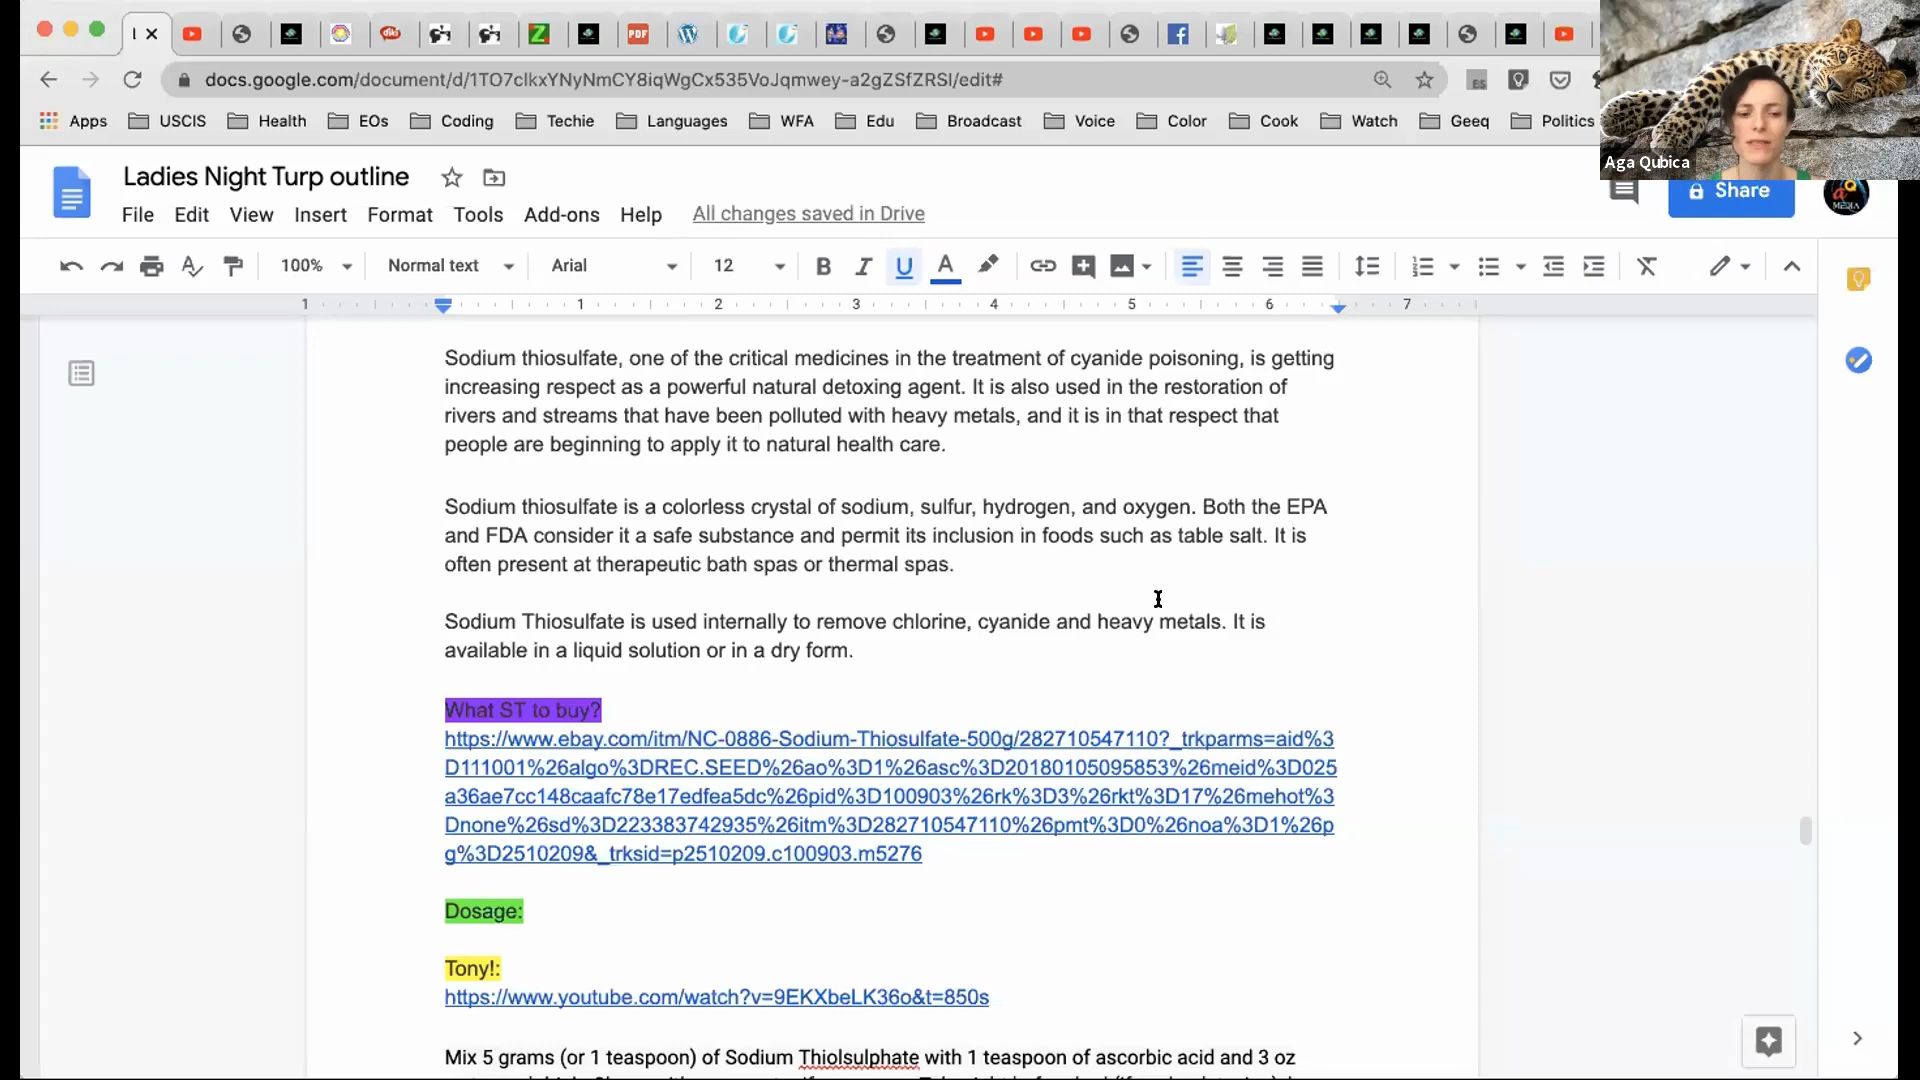 docs.google.com/document/d/1TO7clkxYNyNmCY8iqWgCx535VoJqmwey-a2gZSfZRSI/edit#
Apps USCIS Health EOs Coding Techie Languages WFA Edu Broadcast Voice Color Cook Watch Geeq Politics
Aga Qubica
Ladies Night Turp outline
Share
File Edit View Insert Format Tools Add-ons Help All changes saved in Drive
100% Normal text Arial 12
1 1 2 3 4 5 6 7
Sodium thiosulfate, one of the critical medicines in the treatment of cyanide poisoning, is getting
increasing respect as a powerful natural detoxing agent. It is also used in the restoration of
rivers and streams that have been polluted with heavy metals, and it is in that respect that
people are beginning to apply it to natural health care.
Sodium thiosulfate is a colorless crystal of sodium, sulfur, hydrogen, and oxygen. Both the EPA
and FDA consider it a safe substance and permit its inclusion in foods such as table salt. It is
often present at therapeutic bath spas or thermal spas.
Sodium Thiosulfate is used internally to remove chlorine, cyanide and heavy metals. It is
available in a liquid solution or in a dry form.
What ST to buy?
https://www.ebay.com/itm/NC-0886-Sodium-Thiosulfate-500g/282710547110?_trkparms=aid%3
D111001%26algo%3DREC.SEED%26ao%3D1%26asc%3D20180105095853%26meid%3D025
a36ae7cc148caafc78e17edfea5dc%26pid%3D100903%26rk%3D3%26rkt%3D17%26mehot%3
Dnone%26sd%3D223383742935%26itm%3D282710547110%26pmt%3D0%26noa%3D1%26p
g%3D2510209&_trksid=p2510209.c100903.m5276
Dosage:
Tony!:
https://www.youtube.com/watch?v=9EKXbeLK36o&t=850s
Mix 5 grams (or 1 teaspoon) of Sodium Thiolsulphate with 1 teaspoon of ascorbic acid and 3 oz